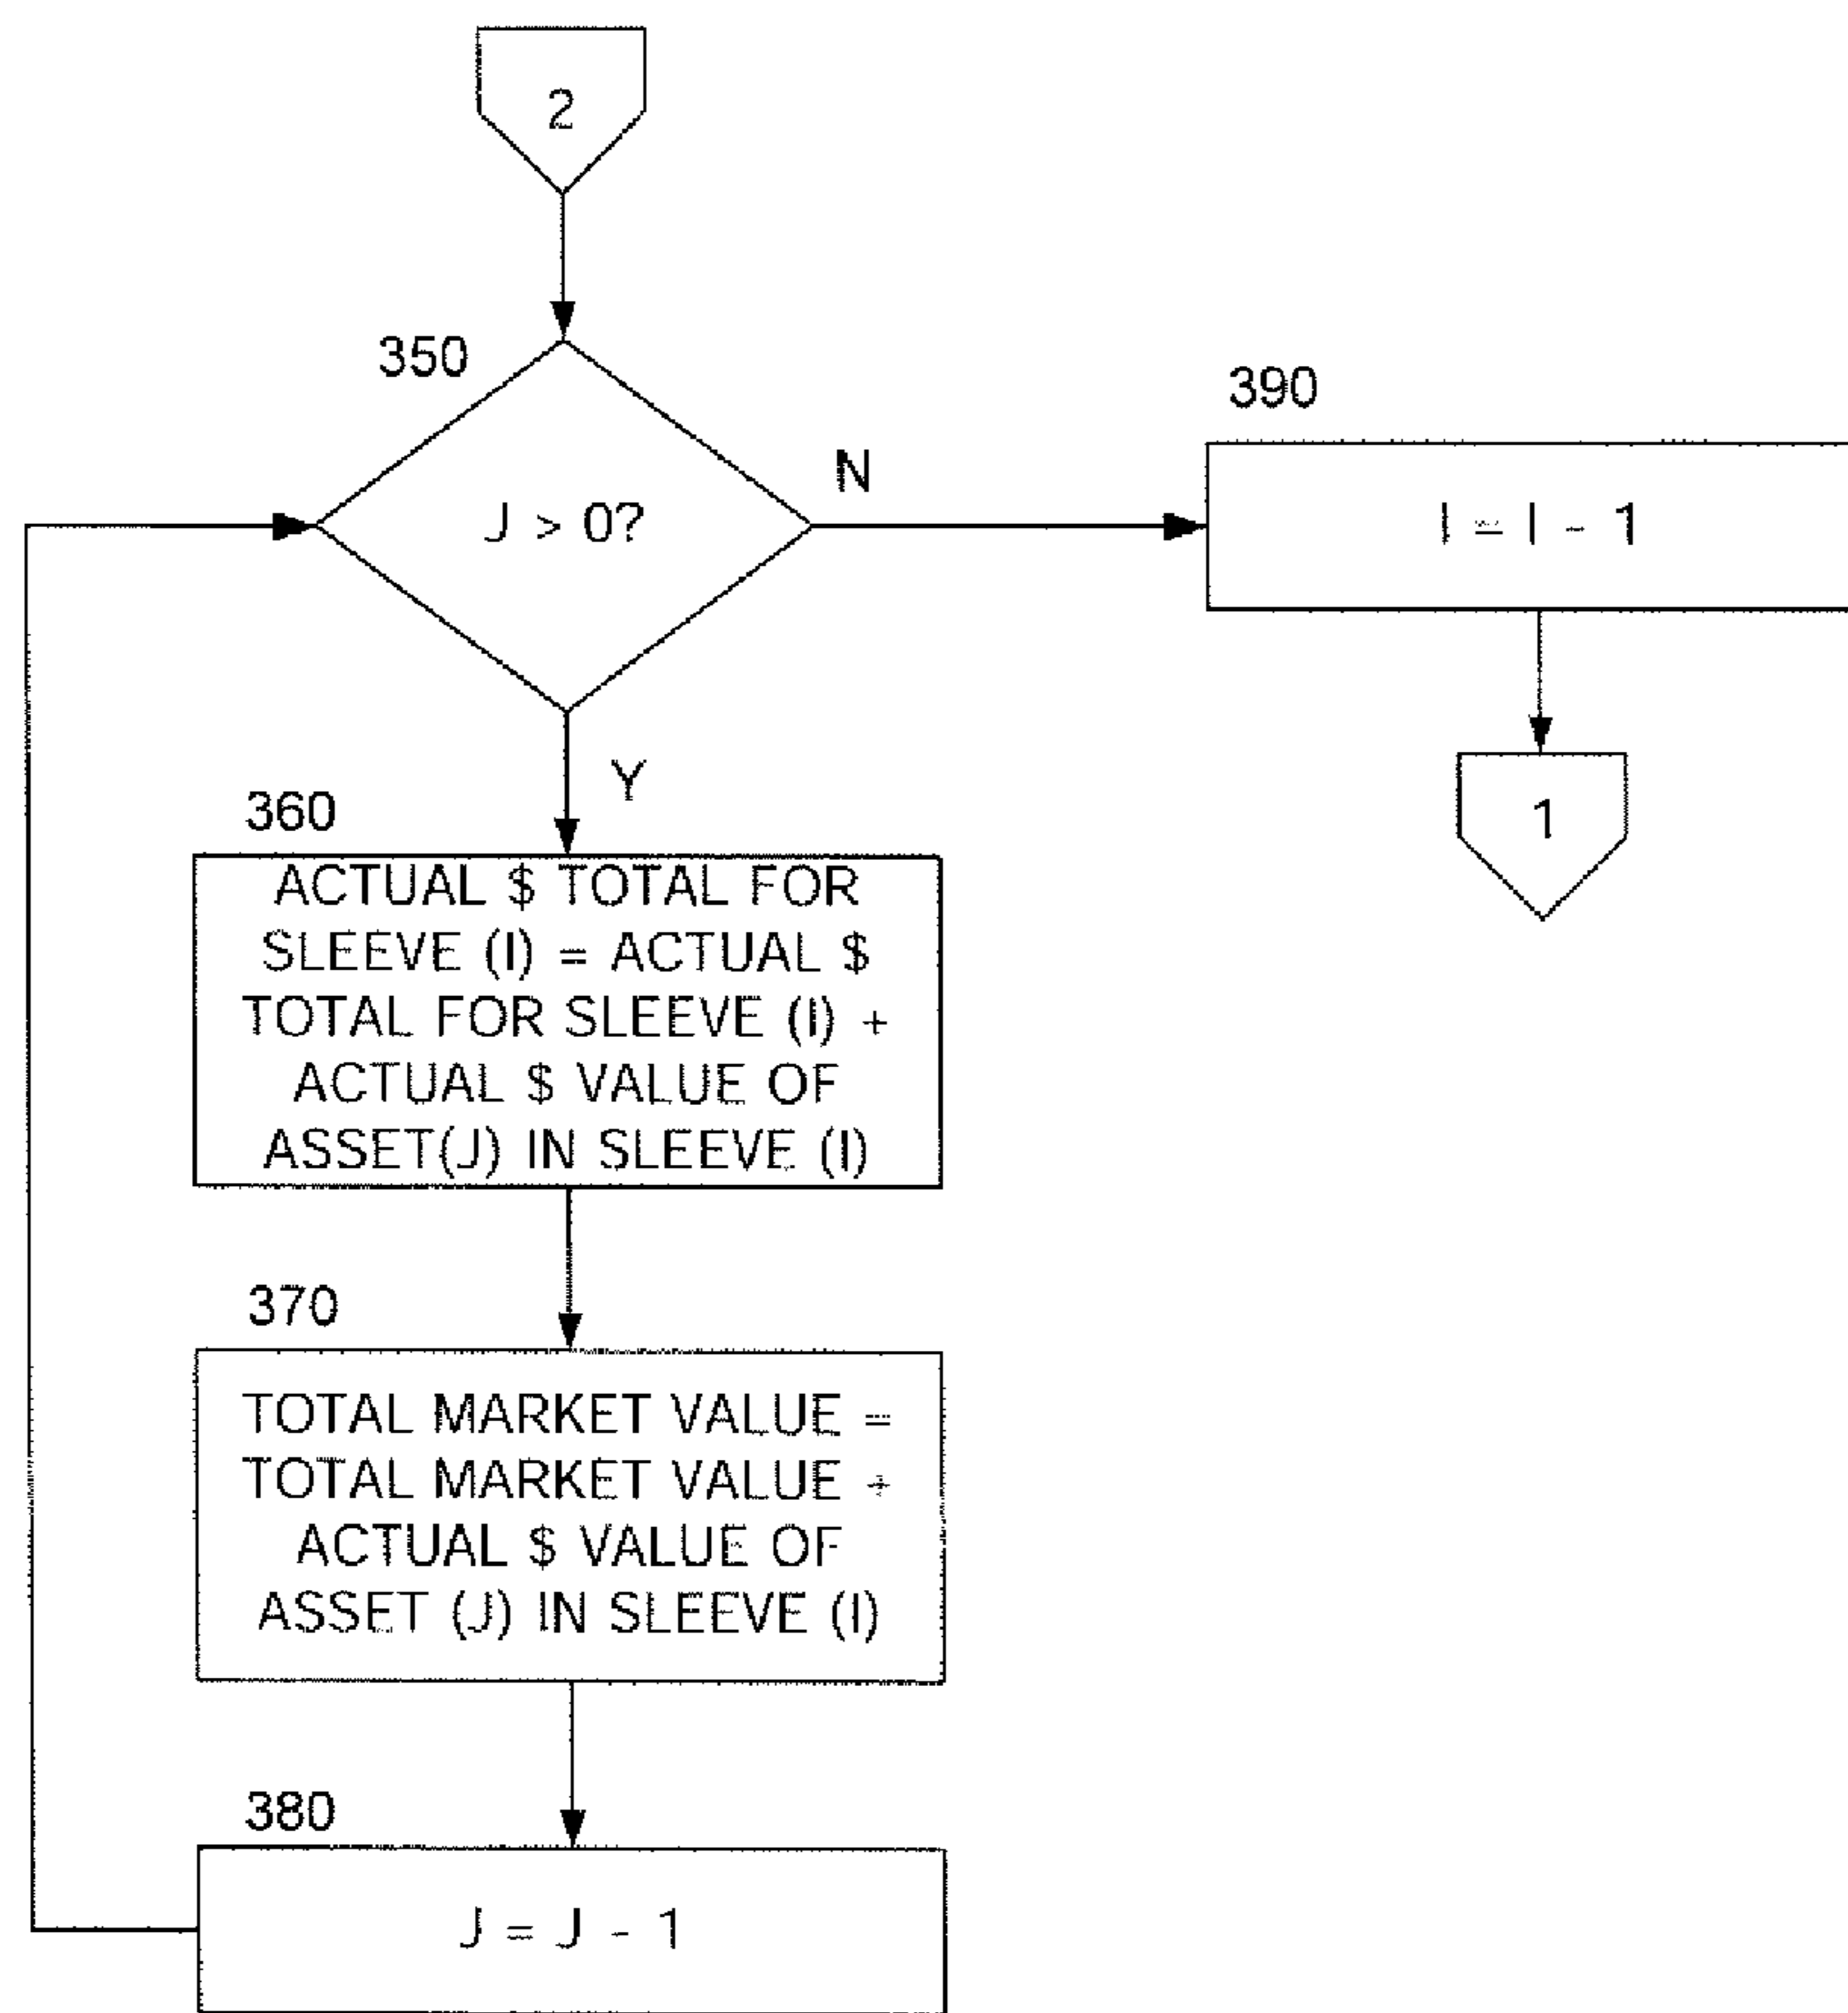 2
350
J > 0?
N
390
I = I - 1
1
Y
360
ACTUAL $ TOTAL FOR
SLEEVE (I) = ACTUAL $
TOTAL FOR SLEEVE (I) +
ACTUAL $ VALUE OF
ASSET(J) IN SLEEVE (I)
370
TOTAL MARKET VALUE =
TOTAL MARKET VALUE +
ACTUAL $ VALUE OF
ASSET (J) IN SLEEVE (I)
380
J = J - 1